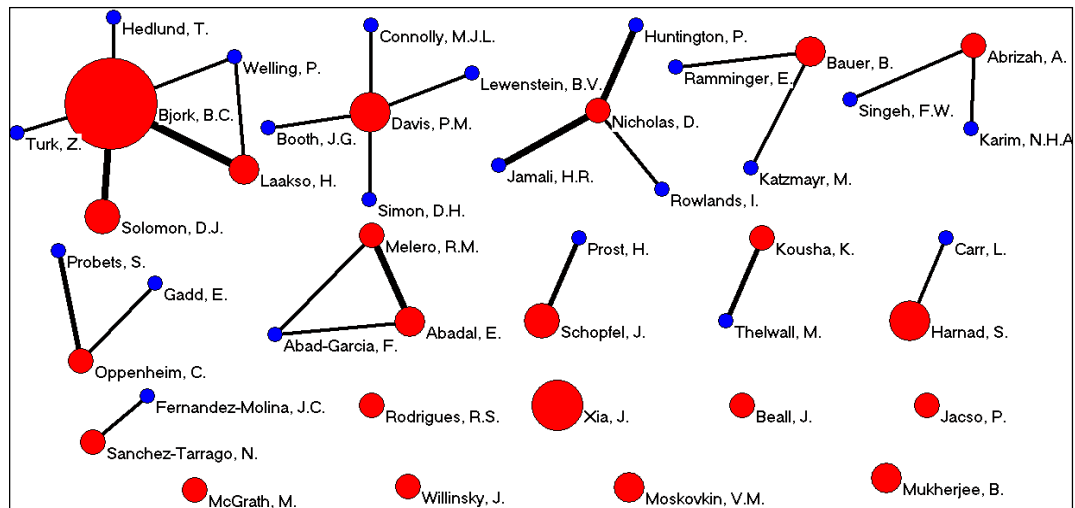 Hedlund, T.
Welling, P.
Bjork, B.C.
Turk, Z.
Laakso, H.
Solomon, D.J.
Connolly, M.J.L.
Lewenstein, B.V.
Davis, P.M.
Booth, J.G.
Simon, D.H.
Huntington, P.
Nicholas, D.
Jamali, H.R.
Rowlands, I.
Bauer, B.
Ramminger, E.
Katzmayr, M.
Abrizah, A.
Singeh, F.W.
Karim, N.H.A
Probets, S.
Gadd, E.
Oppenheim, C.
Melero, R.M.
Abadal, E.
Abad-Garcia, F.
Prost, H.
Schopfel, J.
Kousha, K.
Thelwall, M.
Carr, L.
Harnad, S.
Fernandez-Molina, J.C.
Sanchez-Tarrago, N.
Rodrigues, R.S.
Xia, J.
Beall, J.
Jacso, P.
McGrath, M.
Willinsky, J.
Moskovkin, V.M.
Mukherjee, B.